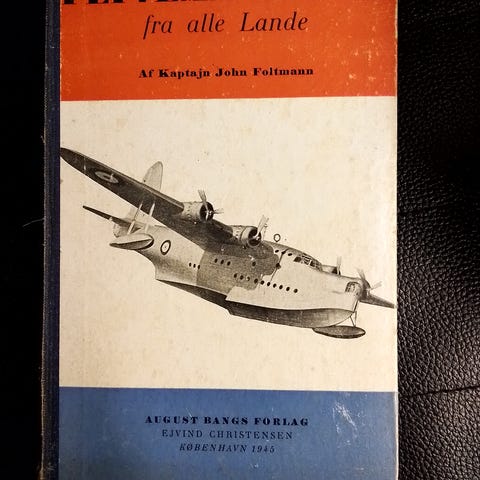 fra alle Lande
Af Kaptajn John Foltmann
AUGUST BANGS FORLAG
EJVIND CHRISTENSEN
KØBENHAVN 1945